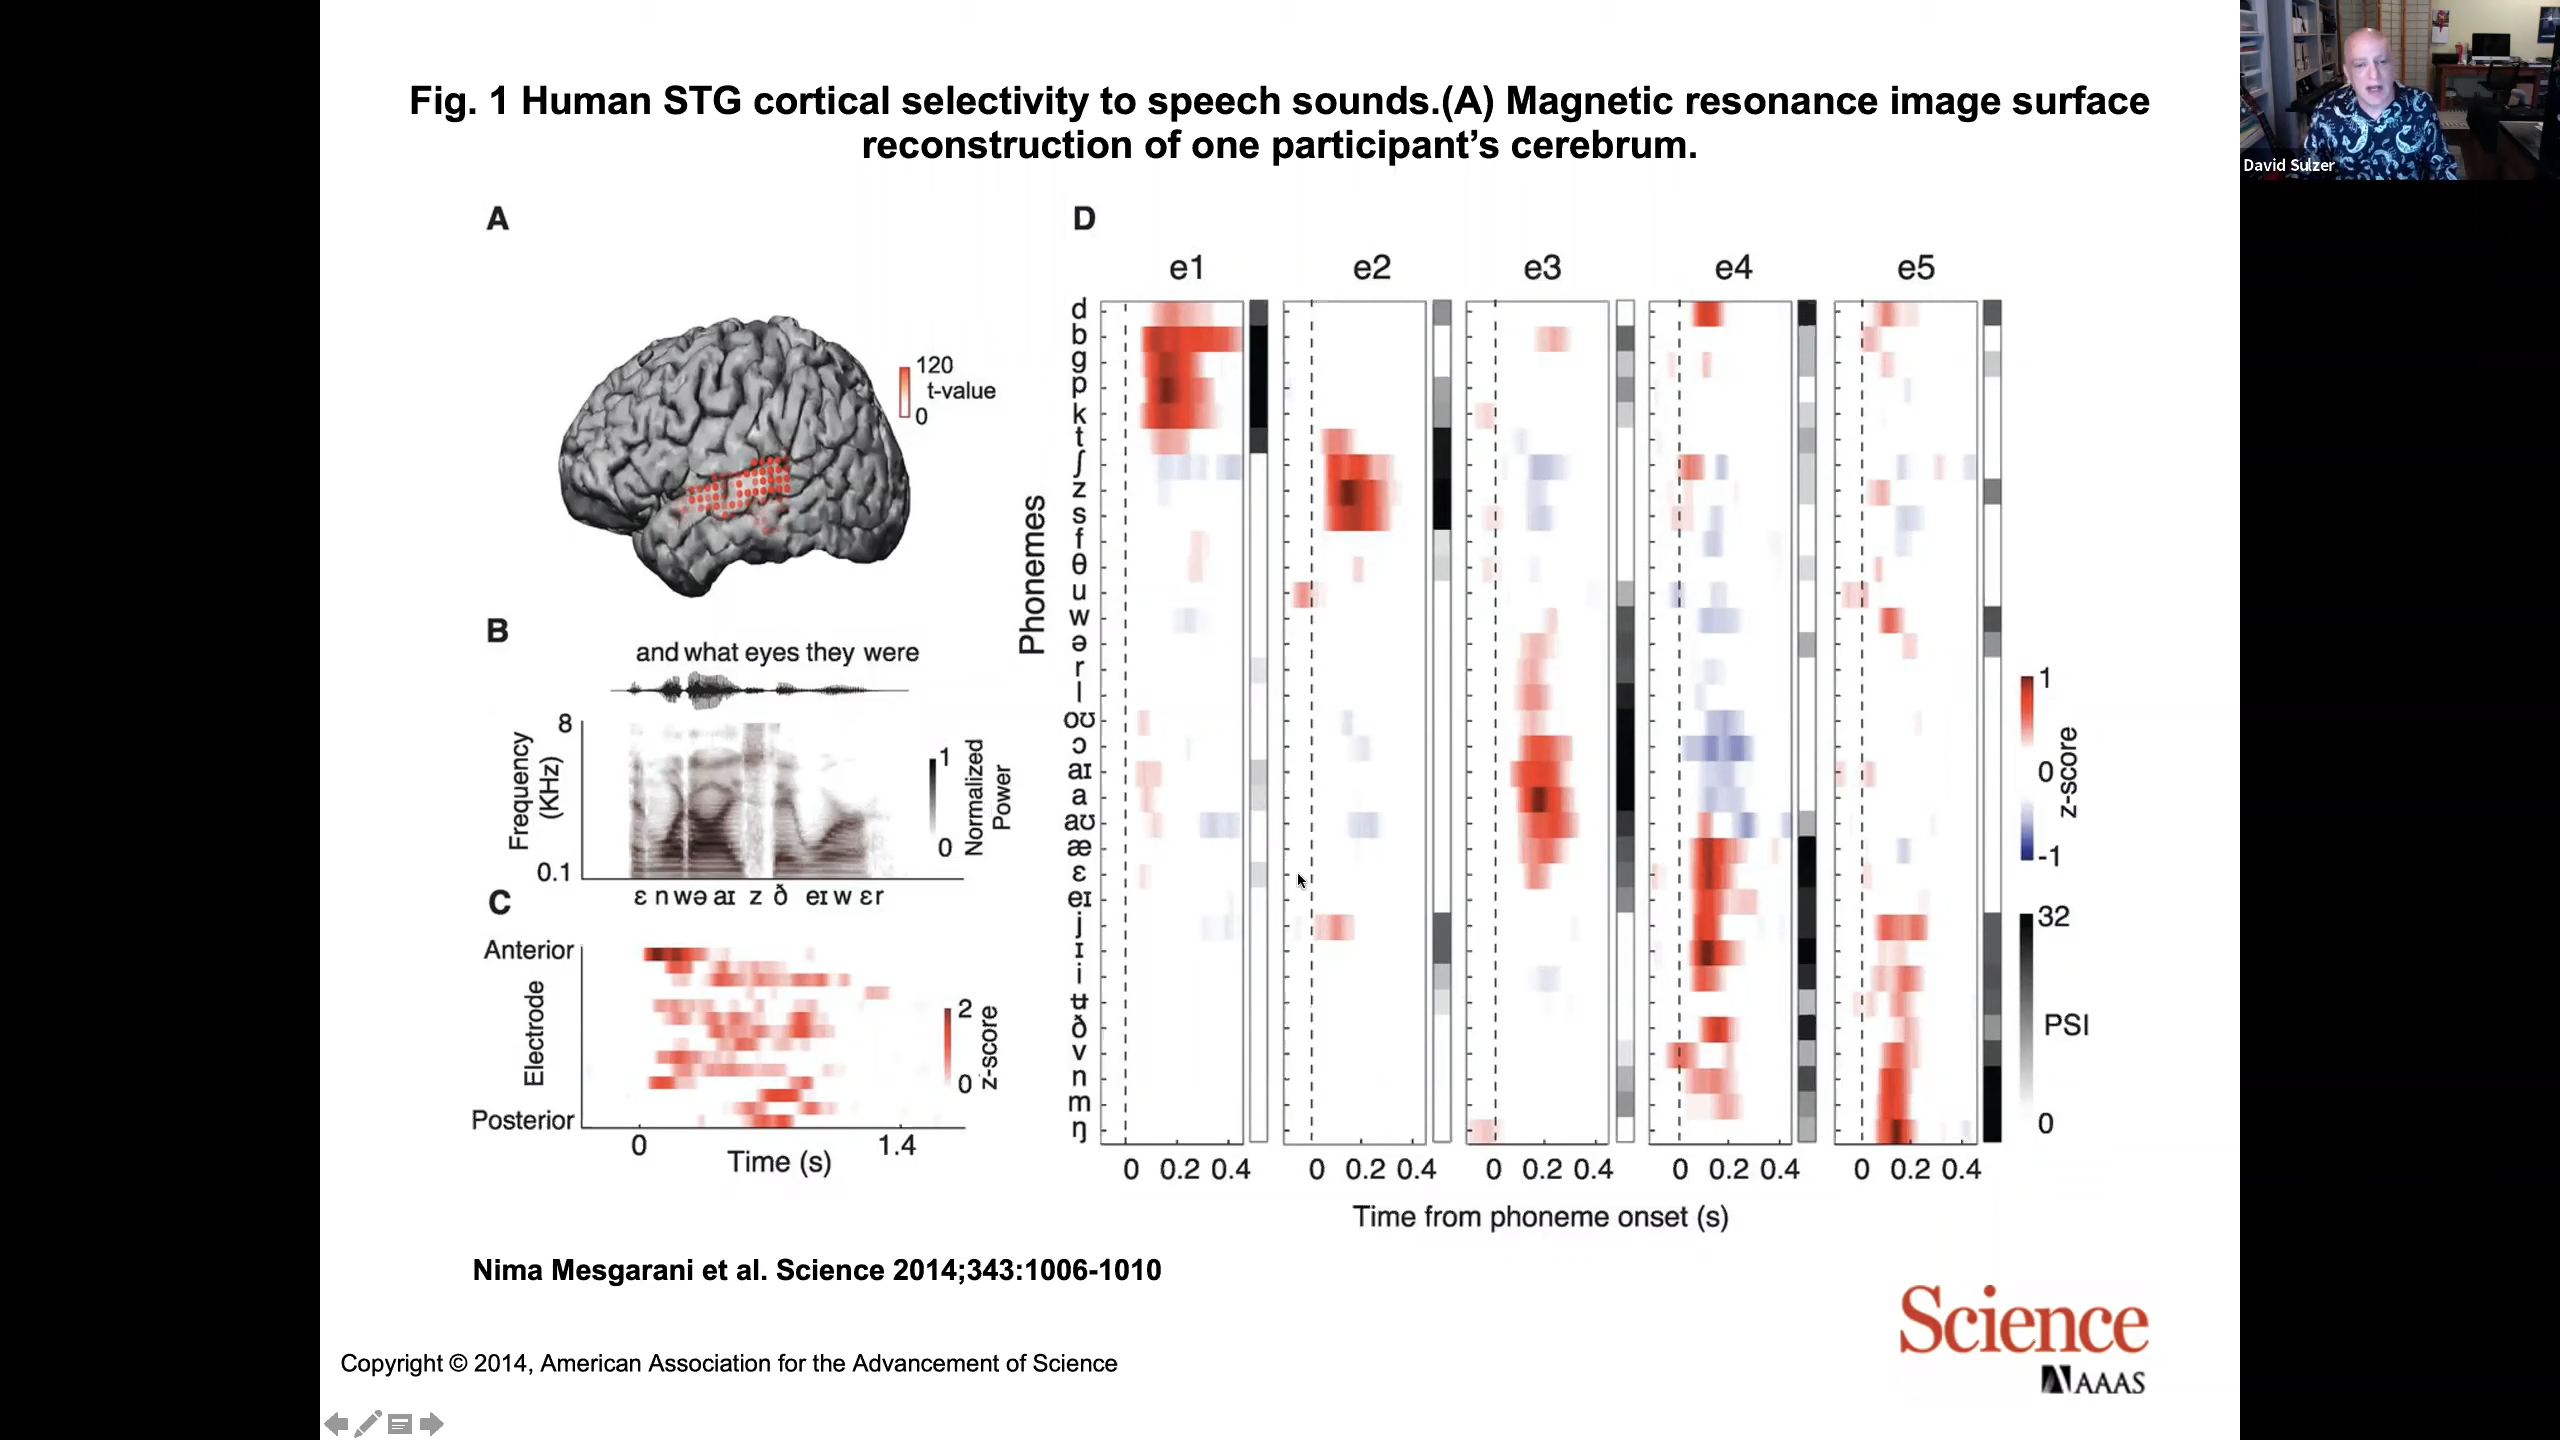 Fig. 1 Human STG cortical selectivity to speech sounds.(A) Magnetic resonance image surface
reconstruction of one participant’s cerebrum.
David Sulzer
A
120
t-value
0
B
and what eyes they were
8
Frequency
(KHz)
0.1
1
Normalized
Power
0
ɛ n wə aɪ z ð eɪ w ɛr
C
Anterior
Electrode
Posterior
2
z-score
0
0
1.4
Time (s)
D
e1 e2 e3 e4 e5
Phonemes
d
b
g
p
k
t
ʃ
z
s
f
θ
u
w
ə
r
l
oʊ
ɔ
aɪ
a
aʊ
æ
ɛ
eɪ
j
ɪ
i
ʉ
ð
v
n
m
ŋ
0 0.2 0.4 0 0.2 0.4 0 0.2 0.4 0 0.2 0.4 0 0.2 0.4
Time from phoneme onset (s)
1
0
-1
z-score
32
PSI
0
Nima Mesgarani et al. Science 2014;343:1006-1010
Science
AAAS
Copyright © 2014, American Association for the Advancement of Science